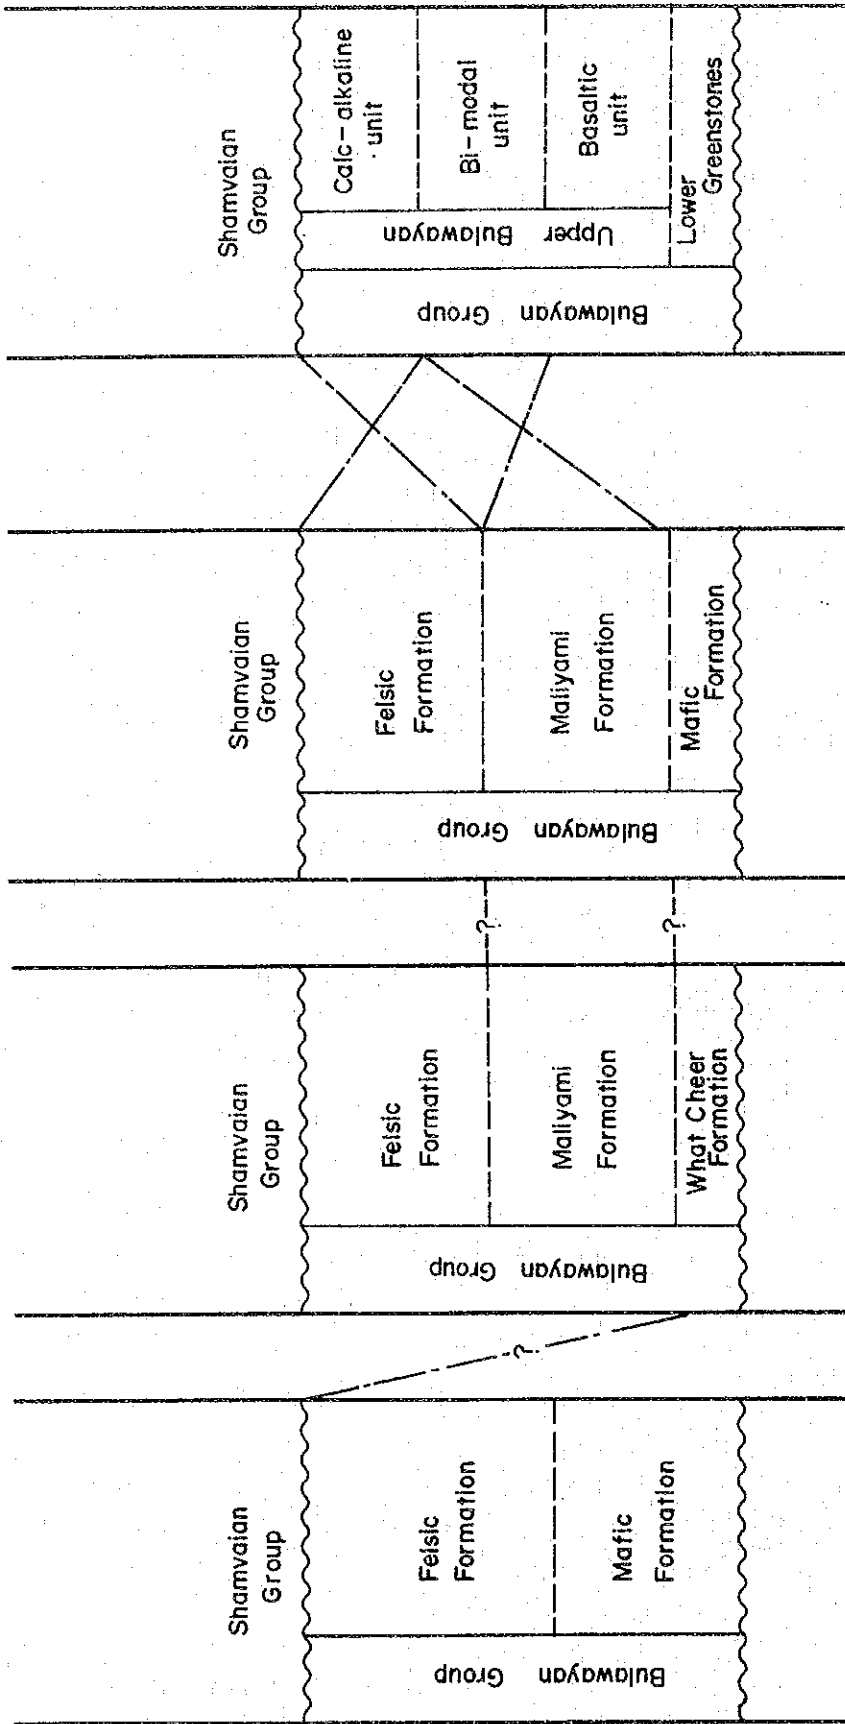 Shamvaian
Group
Bulawayan Group
Felsic
Formation
Mafic
Formation
?
Shamvaian
Group
Bulawayan Group
Felsic
Formation
Maliyami
Formation
What Cheer
Formation
?
?
Shamvaian
Group
Bulawayan Group
Felsic
Formation
Maliyami
Formation
Mafic
Formation
Shamvaian
Group
Bulawayan Group
Upper Bulawayan
Calc-alkaline
unit
Bi-modal
unit
Basaltic
unit
Lower
Greenstones